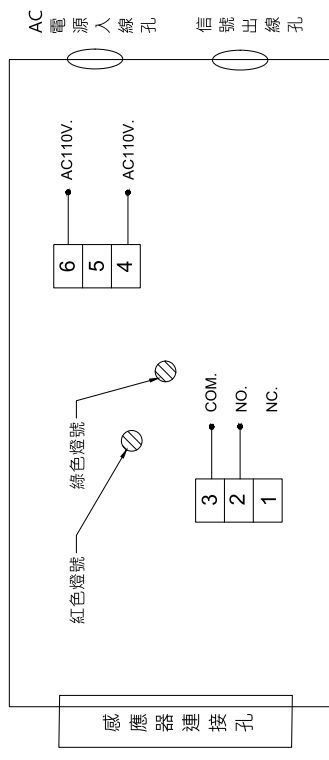 AC
電源入線孔
信號出線孔
6 AC110V.
5
4 AC110V.
綠色燈號
紅色燈號
3 COM.
2 NO.
1 NC.
感應器連接孔